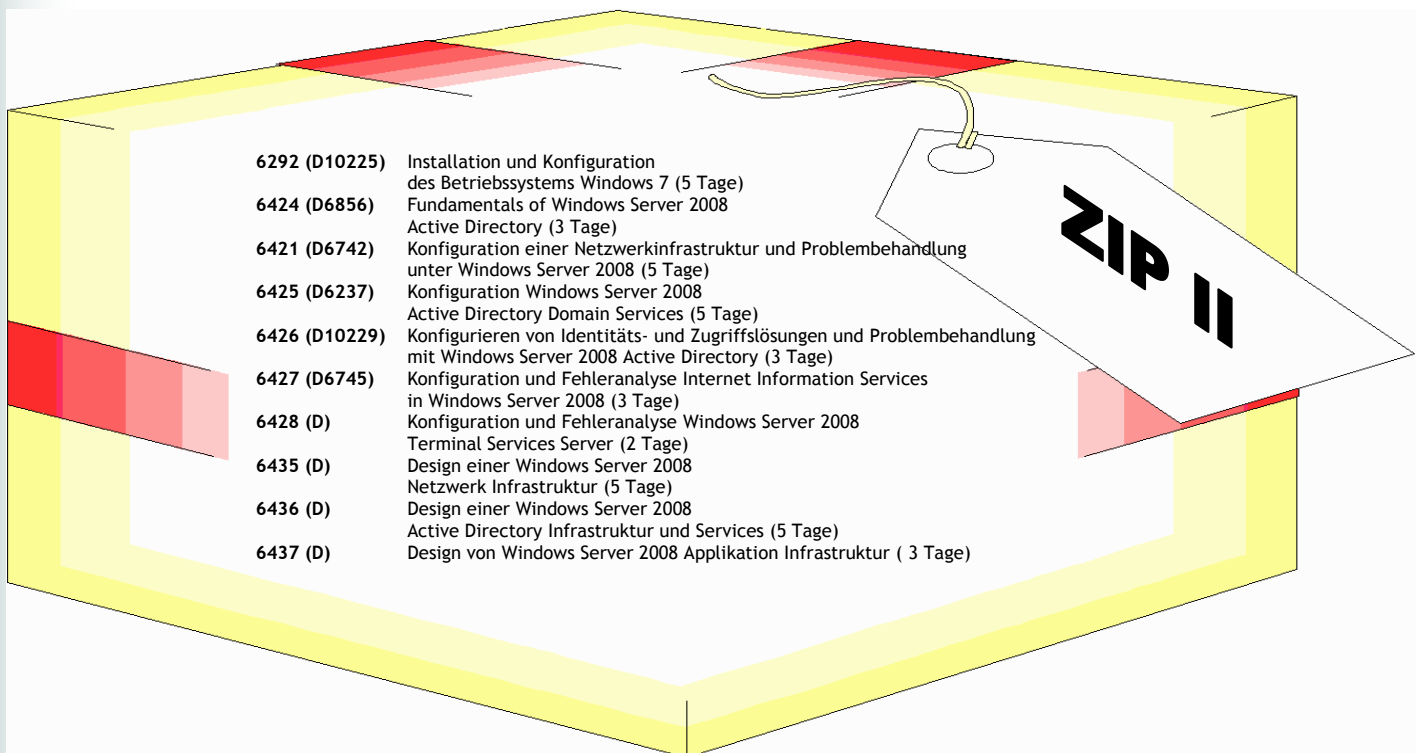 6292 (D10225) Installation und Konfiguration
des Betriebssystems Windows 7 (5 Tage)
6424 (D6856) Fundamentals of Windows Server 2008
Active Directory (3 Tage)
6421 (D6742) Konfiguration einer Netzwerkinfrastruktur und Problembehandlung
unter Windows Server 2008 (5 Tage)
6425 (D6237) Konfiguration Windows Server 2008
Active Directory Domain Services (5 Tage)
6426 (D10229) Konfigurieren von Identitäts- und Zugriffslösungen und Problembehandlung
mit Windows Server 2008 Active Directory (3 Tage)
6427 (D6745) Konfiguration und Fehleranalyse Internet Information Services
in Windows Server 2008 (3 Tage)
6428 (D) Konfiguration und Fehleranalyse Windows Server 2008
Terminal Services Server (2 Tage)
6435 (D) Design einer Windows Server 2008
Netzwerk Infrastruktur (5 Tage)
6436 (D) Design einer Windows Server 2008
Active Directory Infrastruktur und Services (5 Tage)
6437 (D) Design von Windows Server 2008 Applikation Infrastruktur ( 3 Tage)
ZIP II